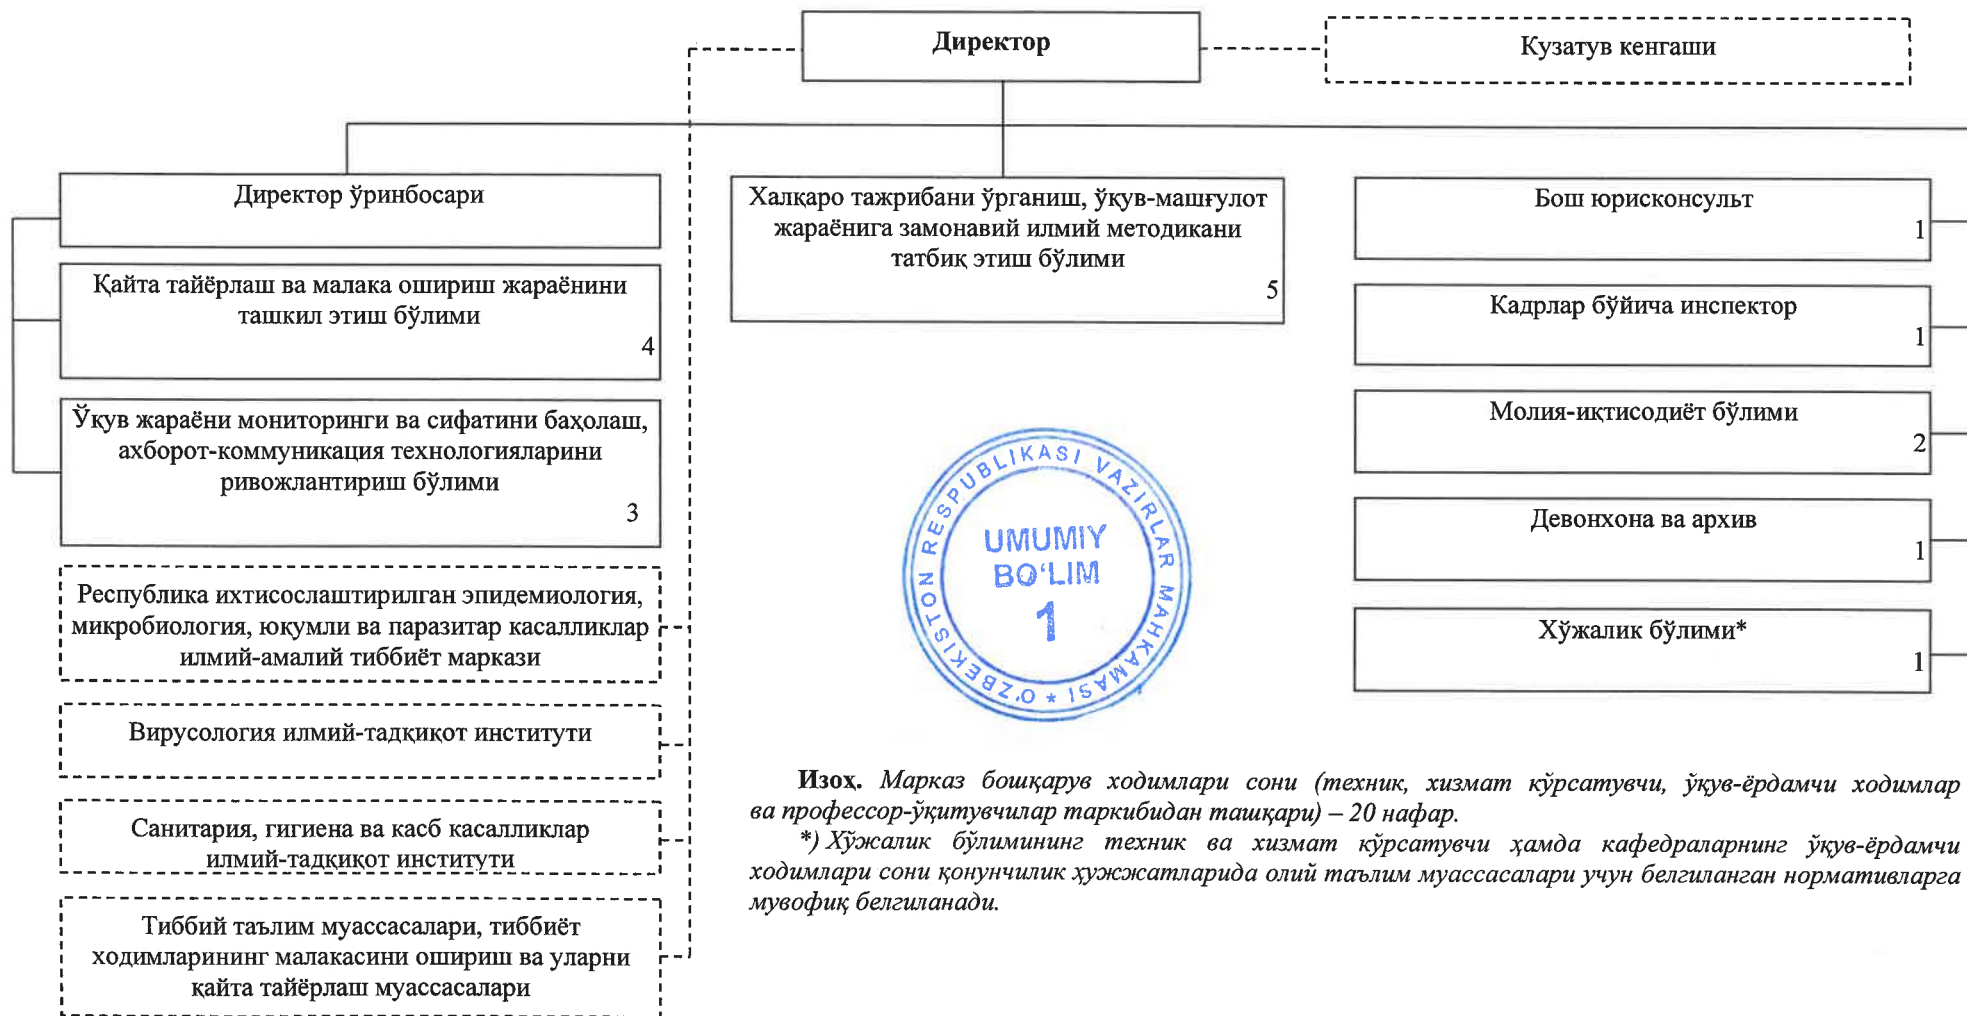 Директор
Кузатув кенгаши
Директор ўринбосари
Қайта тайёрлаш ва малака ошириш жараёнини
ташкил этиш бўлими
4
Ўқув жараёни мониторинги ва сифатини баҳолаш,
ахборот-коммуникация технологияларини
ривожлантириш бўлими
3
Республика ихтисослаштирилган эпидемиология,
микробиология, юқумли ва паразитар касалликлар
илмий-амалий тиббиёт маркази
Вирусология илмий-тадқиқот институти
Санитария, гигиена ва касб касалликлар
илмий-тадқиқот институти
Тиббий таълим муассасалари, тиббиёт
ходимларининг малакасини ошириш ва уларни
қайта тайёрлаш муассасалари
Халқаро тажрибани ўрганиш, ўқув-машғулот
жараёнига замонавий илмий методикани
татбиқ этиш бўлими
5
Бош юрисконсульт
1
Кадрлар бўйича инспектор
1
Молия-иқтисодиёт бўлими
2
Девонхона ва архив
1
Хўжалик бўлими*
1
O'ZBEKISTON RESPUBLIKASI VAZIRLAR MAHKAMASI *
UMUMIY
BO'LIM
1
Изоҳ. Марказ бошқарув ходимлари сони (техник, хизмат кўрсатувчи, ўқув-ёрдамчи ходимлар
ва профессор-ўқитувчилар таркибидан ташқари) – 20 нафар.
*) Хўжалик бўлимининг техник ва хизмат кўрсатувчи ҳамда кафедраларнинг ўқув-ёрдамчи
ходимлари сони қонунчилик ҳужжатларида олий таълим муассасалари учун белгиланган нормативларга
мувофиқ белгиланади.